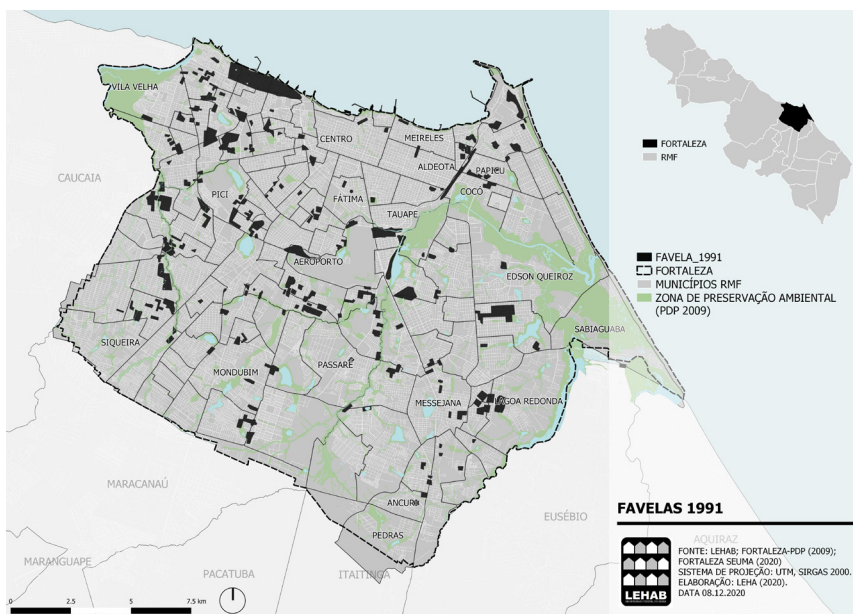 VILA VELHA
CENTRO
MEIRELES
ALDEOTA
PAPICU
CAUCAIA
PICI
FÁTIMA
COCÓ
TAUAPE
AEROPORTO
EDSON QUEIROZ
SABIAGUABA
SIQUEIRA
MONDUBIM
PASSARÉ
MESSEJANA
LAGOA REDONDA
MARACANAÚ
ANCURI
EUSÉBIO
PEDRAS
MARANGUAPE
PACATUBA
ITAITINGA
AQUIRAZ
0 2.5 5 7.5 km
FORTALEZA
RMF
FAVELA_1991
FORTALEZA
MUNICÍPIOS RMF
ZONA DE PRESERVAÇÃO AMBIENTAL
(PDP 2009)
FAVELAS 1991
LEHAB
FONTE: LEHAB; FORTALEZA-PDP (2009);
FORTALEZA SEUMA (2020)
SISTEMA DE PROJEÇÃO: UTM, SIRGAS 2000.
ELABORAÇÃO: LEHA (2020).
DATA 08.12.2020